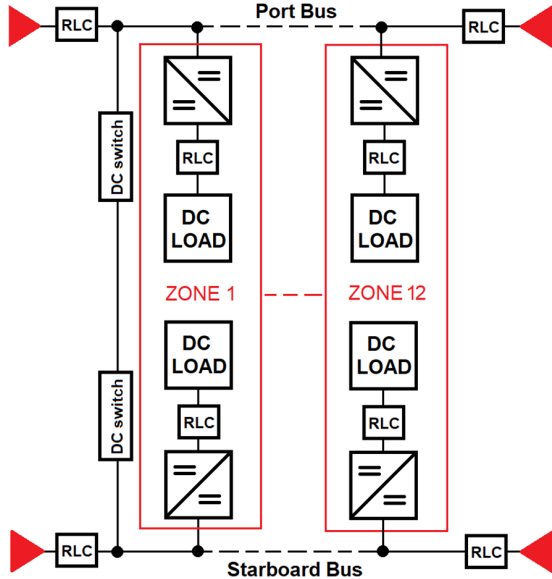 Port Bus
RLC
RLC
DC switch
RLC
RLC
DC
LOAD
DC
LOAD
ZONE 1
ZONE 12
DC
LOAD
DC
LOAD
DC switch
RLC
RLC
RLC
RLC
Starboard Bus